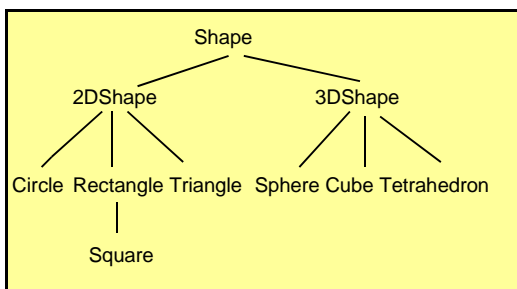 Shape
2DShape 3DShape
Circle Rectangle Triangle Sphere Cube Tetrahedron
Square